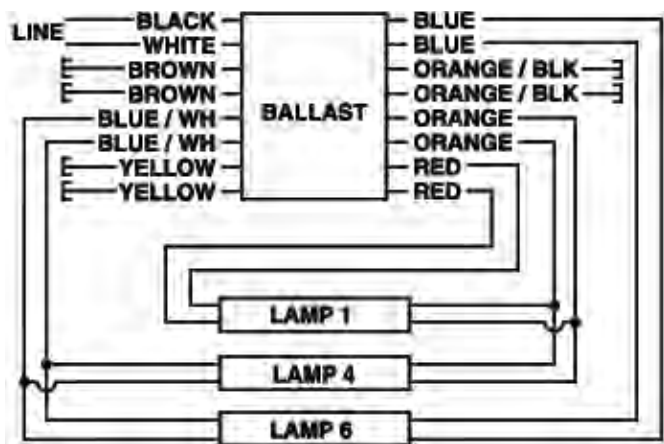 LINE
BLACK
WHITE
BROWN
BROWN
BLUE / WH
BLUE / WH
YELLOW
YELLOW
BALLAST
BLUE
BLUE
ORANGE / BLK
ORANGE / BLK
ORANGE
ORANGE
RED
RED
LAMP 1
LAMP 4
LAMP 6